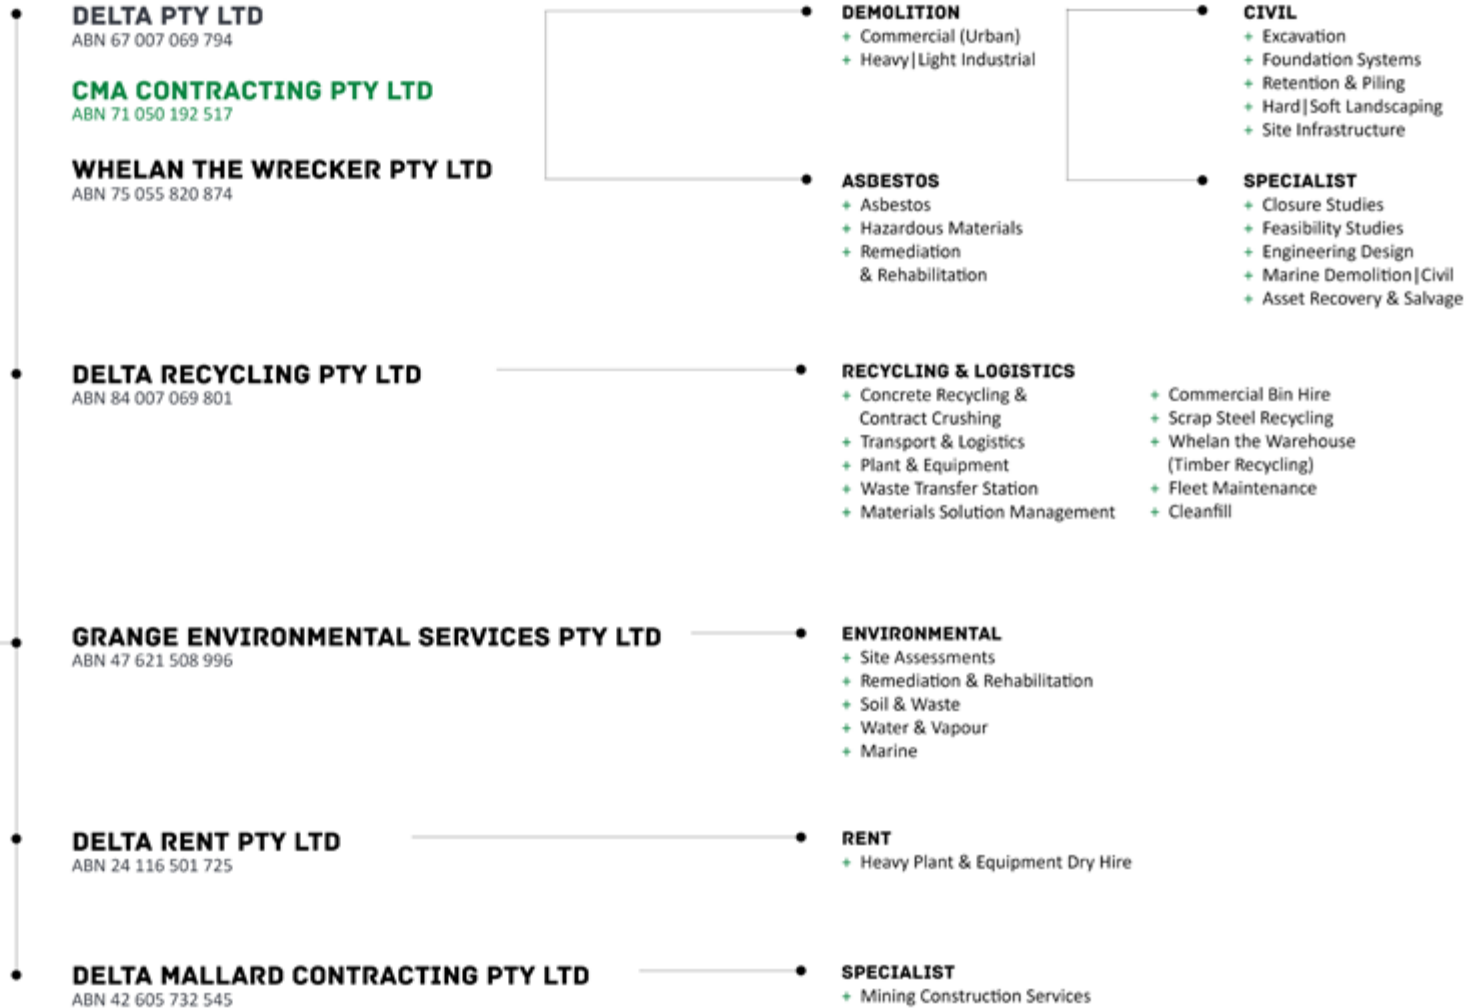 DELTA PTY LTD
ABN 67 007 069 794
CMA CONTRACTING PTY LTD
ABN 71 050 192 517
WHELAN THE WRECKER PTY LTD
ABN 75 055 820 874
DEMOLITION
+ Commercial (Urban)
+ Heavy|Light Industrial
ASBESTOS
+ Asbestos
+ Hazardous Materials
+ Remediation
& Rehabilitation
CIVIL
+ Excavation
+ Foundation Systems
+ Retention & Piling
+ Hard|Soft Landscaping
+ Site Infrastructure
SPECIALIST
+ Closure Studies
+ Feasibility Studies
+ Engineering Design
+ Marine Demolition|Civil
+ Asset Recovery & Salvage
DELTA RECYCLING PTY LTD
ABN 84 007 069 801
RECYCLING & LOGISTICS
+ Concrete Recycling &
Contract Crushing
+ Transport & Logistics
+ Plant & Equipment
+ Waste Transfer Station
+ Materials Solution Management
+ Commercial Bin Hire
+ Scrap Steel Recycling
+ Whelan the Warehouse
(Timber Recycling)
+ Fleet Maintenance
+ Cleanfill
GRANGE ENVIRONMENTAL SERVICES PTY LTD
ABN 47 621 508 996
ENVIRONMENTAL
+ Site Assessments
+ Remediation & Rehabilitation
+ Soil & Waste
+ Water & Vapour
+ Marine
DELTA RENT PTY LTD
ABN 24 116 501 725
RENT
+ Heavy Plant & Equipment Dry Hire
DELTA MALLARD CONTRACTING PTY LTD
ABN 42 605 732 545
SPECIALIST
+ Mining Construction Services